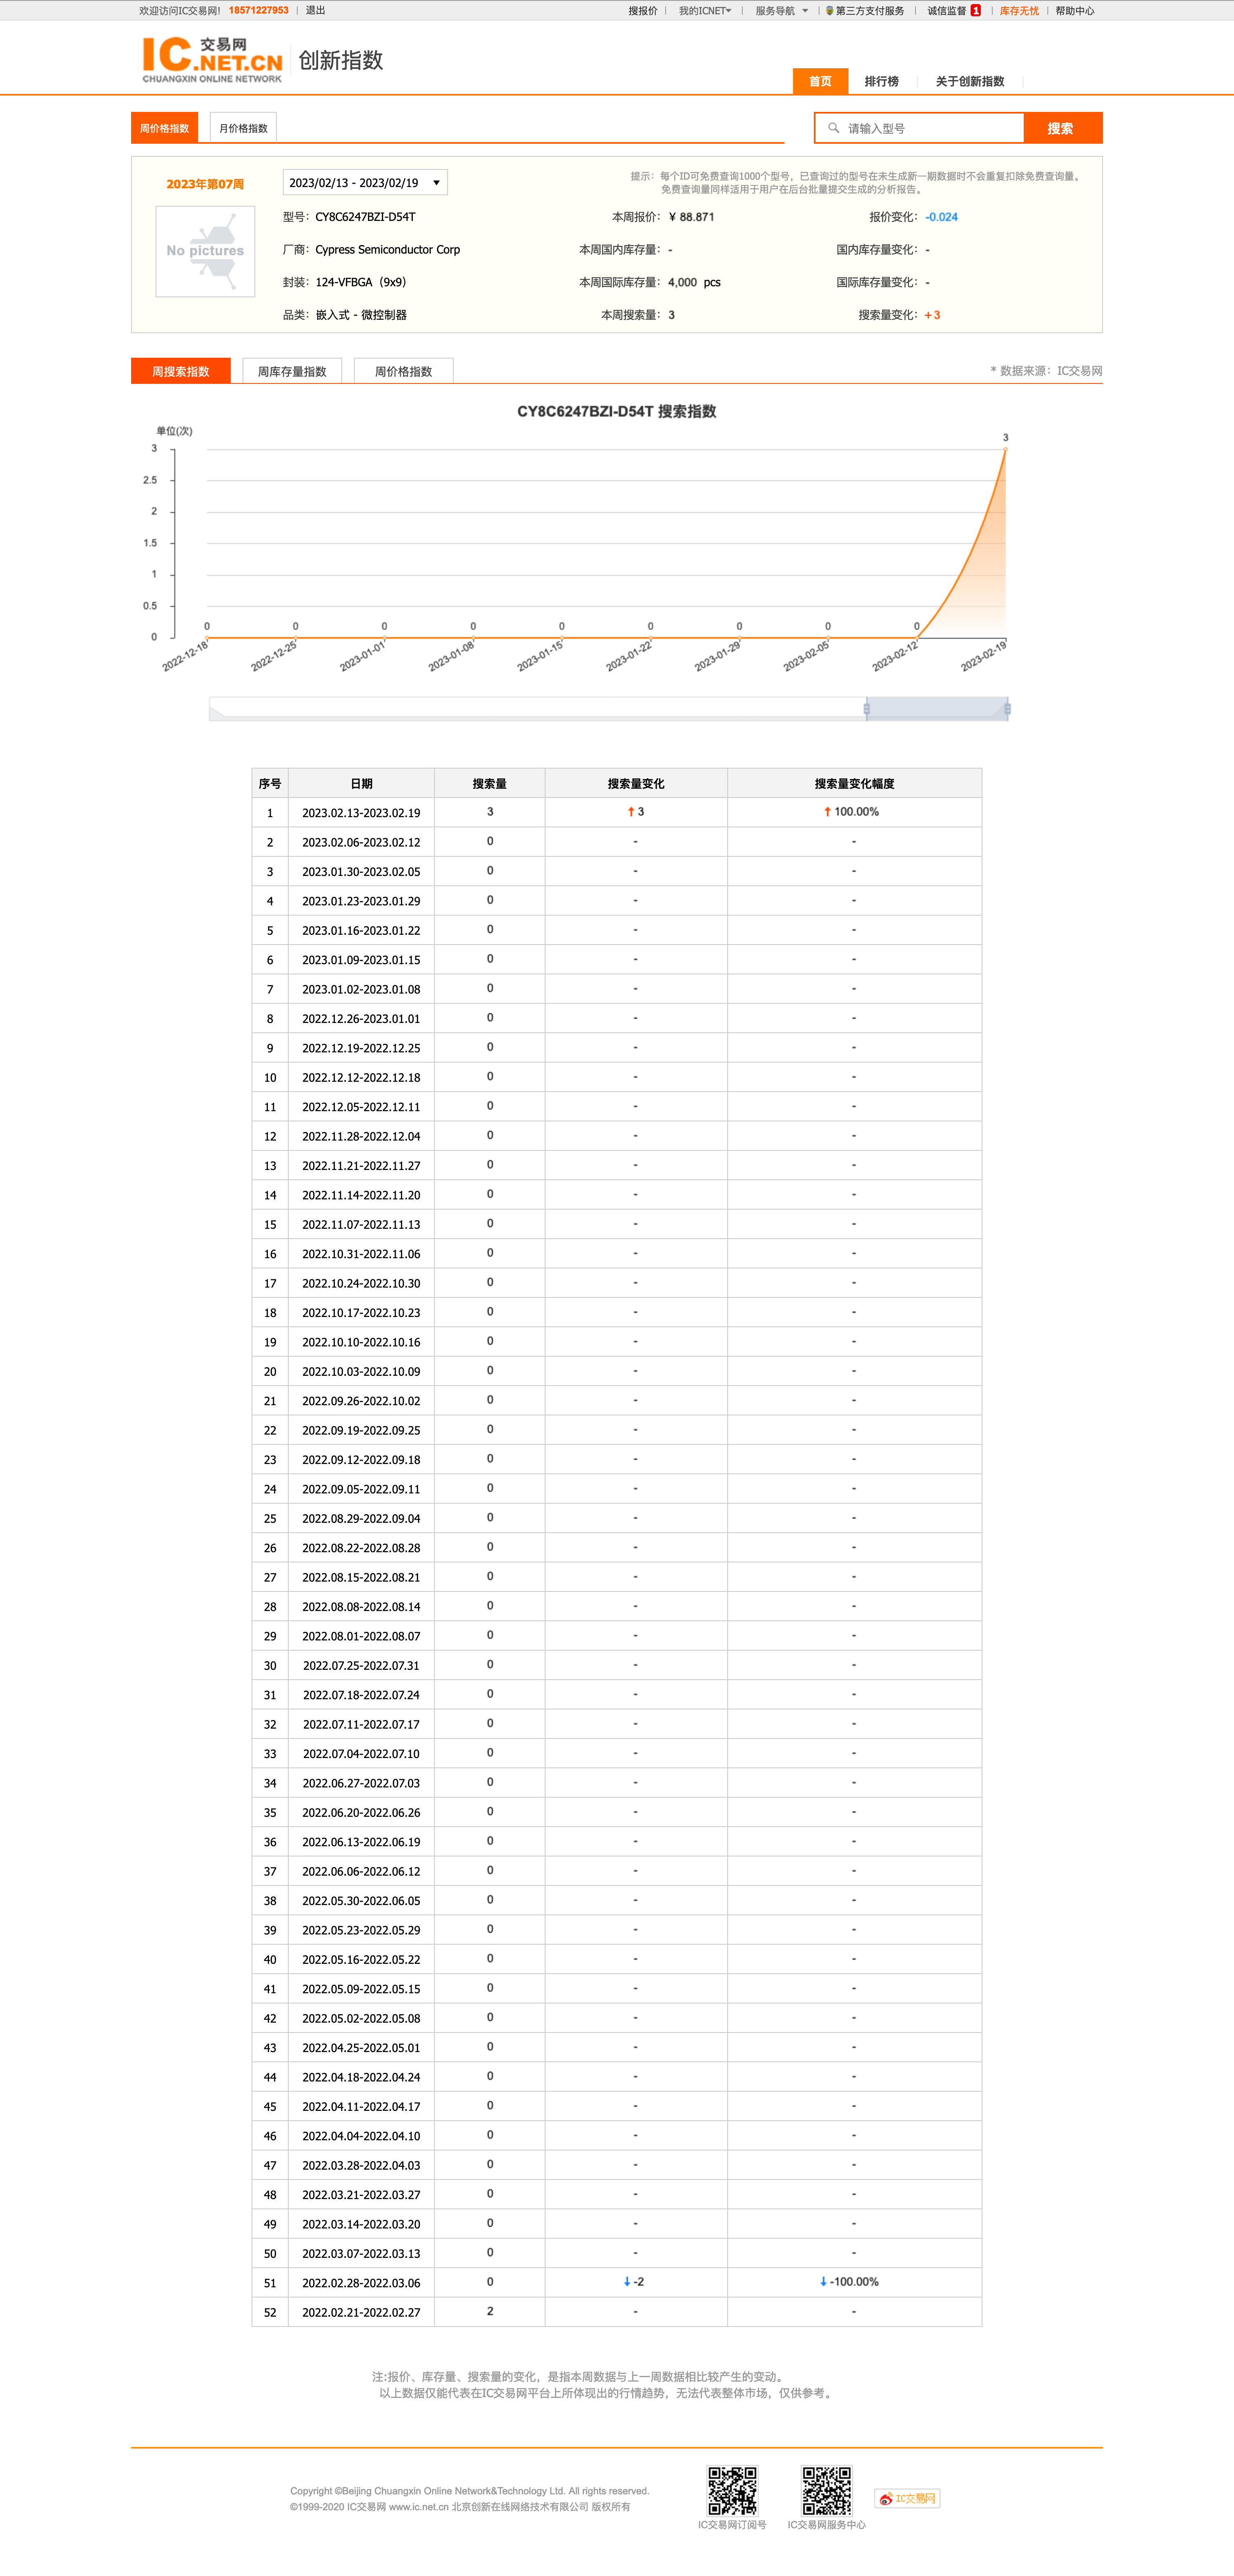 欢迎访问IC交易网! 18571227953 | 退出 搜报价 | 我的ICNET | 服务导航 | 第三方支付服务 | 诚信监督 1 | 库存无忧 | 帮助中心
IC交易网 .NET.CN 创新指数
CHUANGXIN ONLINE NETWORK
首页 排行榜 关于创新指数
周价格指数 月价格指数 请输入型号 搜索
2023年第07周 2023/02/13 - 2023/02/19 提示：每个ID可免费查询1000个型号，已查询过的型号在未生成新一期数据时不会重复扣除免费查询量。
免费查询量同样适用于用户在后台批量提交生成的分析报告。
No pictures
型号：CY8C6247BZI-D54T 本周报价：¥ 88.871 报价变化：-0.024
厂商：Cypress Semiconductor Corp 本周国内库存量：- 国内库存量变化：-
封装：124-VFBGA（9x9） 本周国际库存量：4,000 pcs 国际库存量变化：-
品类：嵌入式 - 微控制器 本周搜索量：3 搜索量变化：+3
周搜索指数 周库存量指数 周价格指数 * 数据来源：IC交易网
CY8C6247BZI-D54T 搜索指数
单位(次)
3
3
2.5
2
1.5
1
0.5
0
0 0 0 0 0 0 0 0 0
2022-12-18 2022-12-25 2023-01-01 2023-01-08 2023-01-15 2023-01-22 2023-01-29 2023-02-05 2023-02-12 2023-02-19
序号 日期 搜索量 搜索量变化 搜索量变化幅度
1 2023.02.13-2023.02.19 3 ↑3 ↑100.00%
2 2023.02.06-2023.02.12 0 - -
3 2023.01.30-2023.02.05 0 - -
4 2023.01.23-2023.01.29 0 - -
5 2023.01.16-2023.01.22 0 - -
6 2023.01.09-2023.01.15 0 - -
7 2023.01.02-2023.01.08 0 - -
8 2022.12.26-2023.01.01 0 - -
9 2022.12.19-2022.12.25 0 - -
10 2022.12.12-2022.12.18 0 - -
11 2022.12.05-2022.12.11 0 - -
12 2022.11.28-2022.12.04 0 - -
13 2022.11.21-2022.11.27 0 - -
14 2022.11.14-2022.11.20 0 - -
15 2022.11.07-2022.11.13 0 - -
16 2022.10.31-2022.11.06 0 - -
17 2022.10.24-2022.10.30 0 - -
18 2022.10.17-2022.10.23 0 - -
19 2022.10.10-2022.10.16 0 - -
20 2022.10.03-2022.10.09 0 - -
21 2022.09.26-2022.10.02 0 - -
22 2022.09.19-2022.09.25 0 - -
23 2022.09.12-2022.09.18 0 - -
24 2022.09.05-2022.09.11 0 - -
25 2022.08.29-2022.09.04 0 - -
26 2022.08.22-2022.08.28 0 - -
27 2022.08.15-2022.08.21 0 - -
28 2022.08.08-2022.08.14 0 - -
29 2022.08.01-2022.08.07 0 - -
30 2022.07.25-2022.07.31 0 - -
31 2022.07.18-2022.07.24 0 - -
32 2022.07.11-2022.07.17 0 - -
33 2022.07.04-2022.07.10 0 - -
34 2022.06.27-2022.07.03 0 - -
35 2022.06.20-2022.06.26 0 - -
36 2022.06.13-2022.06.19 0 - -
37 2022.06.06-2022.06.12 0 - -
38 2022.05.30-2022.06.05 0 - -
39 2022.05.23-2022.05.29 0 - -
40 2022.05.16-2022.05.22 0 - -
41 2022.05.09-2022.05.15 0 - -
42 2022.05.02-2022.05.08 0 - -
43 2022.04.25-2022.05.01 0 - -
44 2022.04.18-2022.04.24 0 - -
45 2022.04.11-2022.04.17 0 - -
46 2022.04.04-2022.04.10 0 - -
47 2022.03.28-2022.04.03 0 - -
48 2022.03.21-2022.03.27 0 - -
49 2022.03.14-2022.03.20 0 - -
50 2022.03.07-2022.03.13 0 - -
51 2022.02.28-2022.03.06 0 ↓-2 ↓-100.00%
52 2022.02.21-2022.02.27 2 - -
注:报价、库存量、搜索量的变化，是指本周数据与上一周数据相比较产生的变动。
以上数据仅能代表在IC交易网平台上所体现出的行情趋势，无法代表整体市场，仅供参考。
Copyright ©Beijing Chuangxin Online Network&Technology Ltd. All rights reserved.
©1999-2020 IC交易网 www.ic.net.cn 北京创新在线网络技术有限公司 版权所有
IC交易网
IC交易网订阅号 IC交易网服务中心